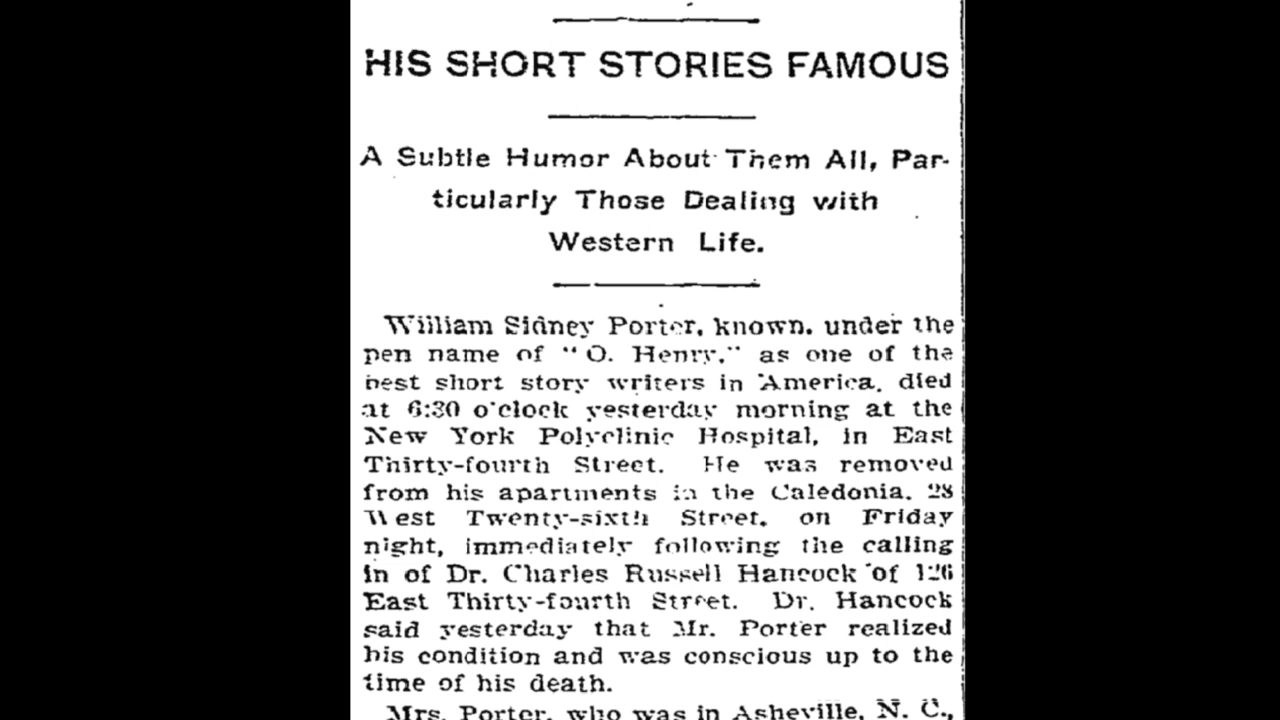 HIS SHORT STORIES FAMOUS
A Subtle Humor About Them All, Par-
ticularly Those Dealing with
Western Life.
William Sidney Porter, known, under the
pen name of "O. Henry," as one of the
best short story writers in America, died
at 6:30 o'clock yesterday morning at the
New York Polyclinic Hospital, in East
Thirty-fourth Street. He was removed
from his apartments in the Caledonia, 28
West Twenty-sixth Street, on Friday
night, immediately following the calling
in of Dr. Charles Russell Hancock of 126
East Thirty-fourth Street. Dr. Hancock
said yesterday that Mr. Porter realized
his condition and was conscious up to the
time of his death.
Mrs. Porter, who was in Asheville, N. C.,